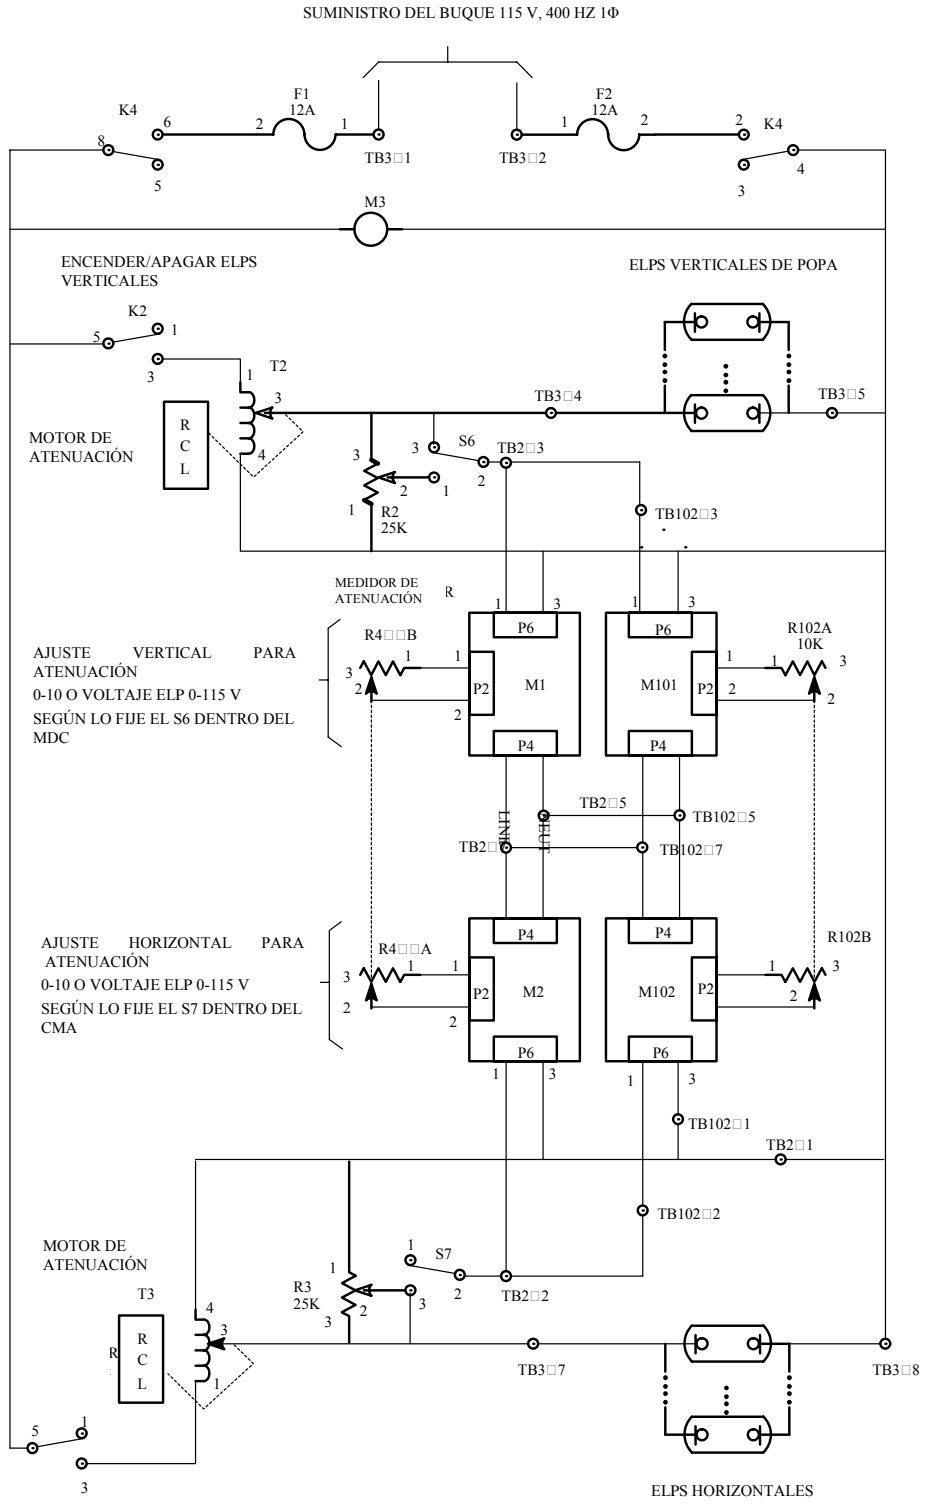 SUMINISTRO DEL BUQUE 115 V, 400 HZ 1Φ
F1
12A
F2
12A
K4
6
2
1
1
2
2
K4
8
5
TB3□1
TB3□2
3
4
M3
ENCENDER/APAGAR ELPS
VERTICALES
ELPS VERTICALES DE POPA
K2
5
1
3
1
T2
3
4
TB3□4
TB3□5
MOTOR DE
ATENUACIÓN
R
C
L
3
S6
2
TB2□3
3
2
1
1
R2
25K
TB102□3
MEDIDOR DE
ATENUACIÓN
R
1
3
1
3
P6
P6
AJUSTE VERTICAL PARA
ATENUACIÓN
0-10 O VOLTAJE ELP 0-115 V
SEGÚN LO FIJE EL S6 DENTRO DEL
MDC
R4□□B
3
1
1
2
2
P2
M1
M101
P2
1
2
R102A
10K
1
3
2
P4
P4
LINE
NEUT
TB2□5
TB102□5
TB2□
TB102□7
AJUSTE HORIZONTAL PARA
ATENUACIÓN
0-10 O VOLTAJE ELP 0-115 V
SEGÚN LO FIJE EL S7 DENTRO DEL
CMA
R4□□A
3
1
1
2
2
P4
P4
P2
M2
M102
P2
R102B
1
3
2
P6
P6
1
3
1
3
TB102□1
TB2□1
TB102□2
MOTOR DE
ATENUACIÓN
T3
R
R
C
L
4
3
1
R3
25K
1
2
3
1
S7
3
2
TB2□2
TB3□7
TB3□8
5
1
3
ELPS HORIZONTALES